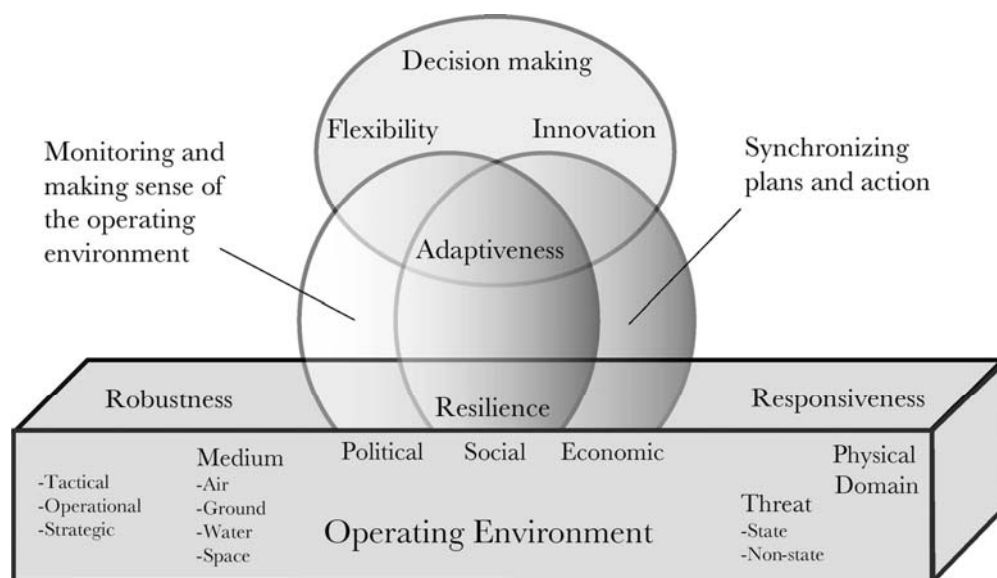 Decision making
Flexibility
Innovation
Monitoring and
making sense of
the operating
environment
Synchronizing
plans and action
Adaptiveness
Robustness
Resilience
Responsiveness
Political
Social
Economic
Physical
Domain
-Tactical
-Operational
-Strategic
Medium
-Air
-Ground
-Water
-Space
Operating Environment
Threat
-State
-Non-state